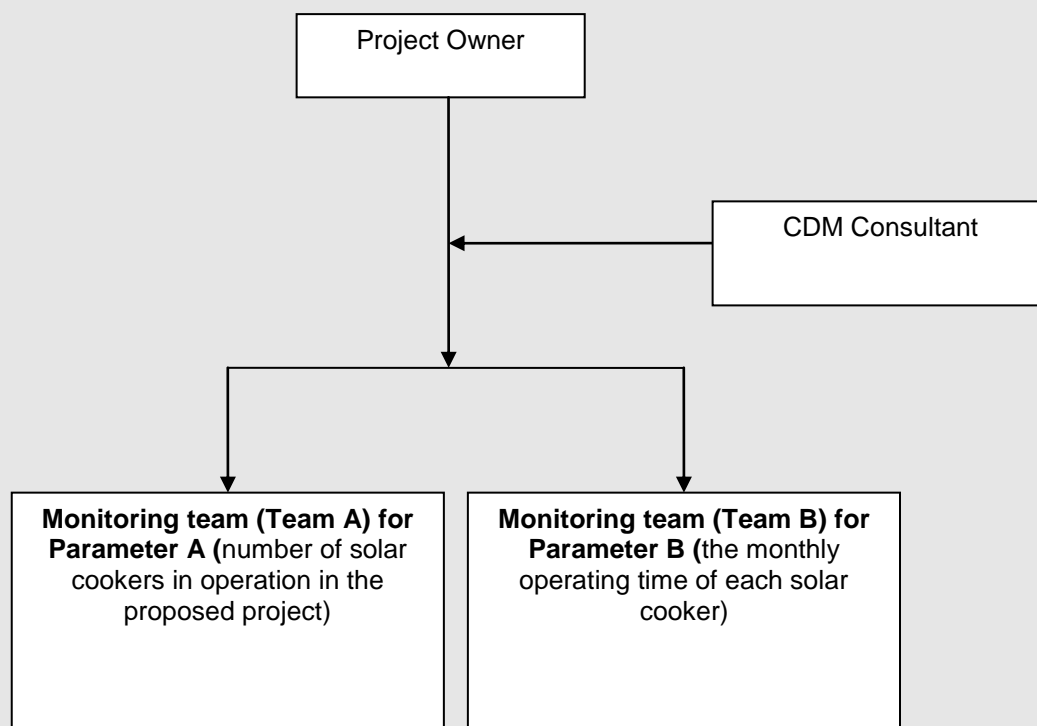 Project Owner
CDM Consultant
Monitoring team (Team A) for
Parameter A (number of solar
cookers in operation in the
proposed project)
Monitoring team (Team B) for
Parameter B (the monthly
operating time of each solar
cooker)